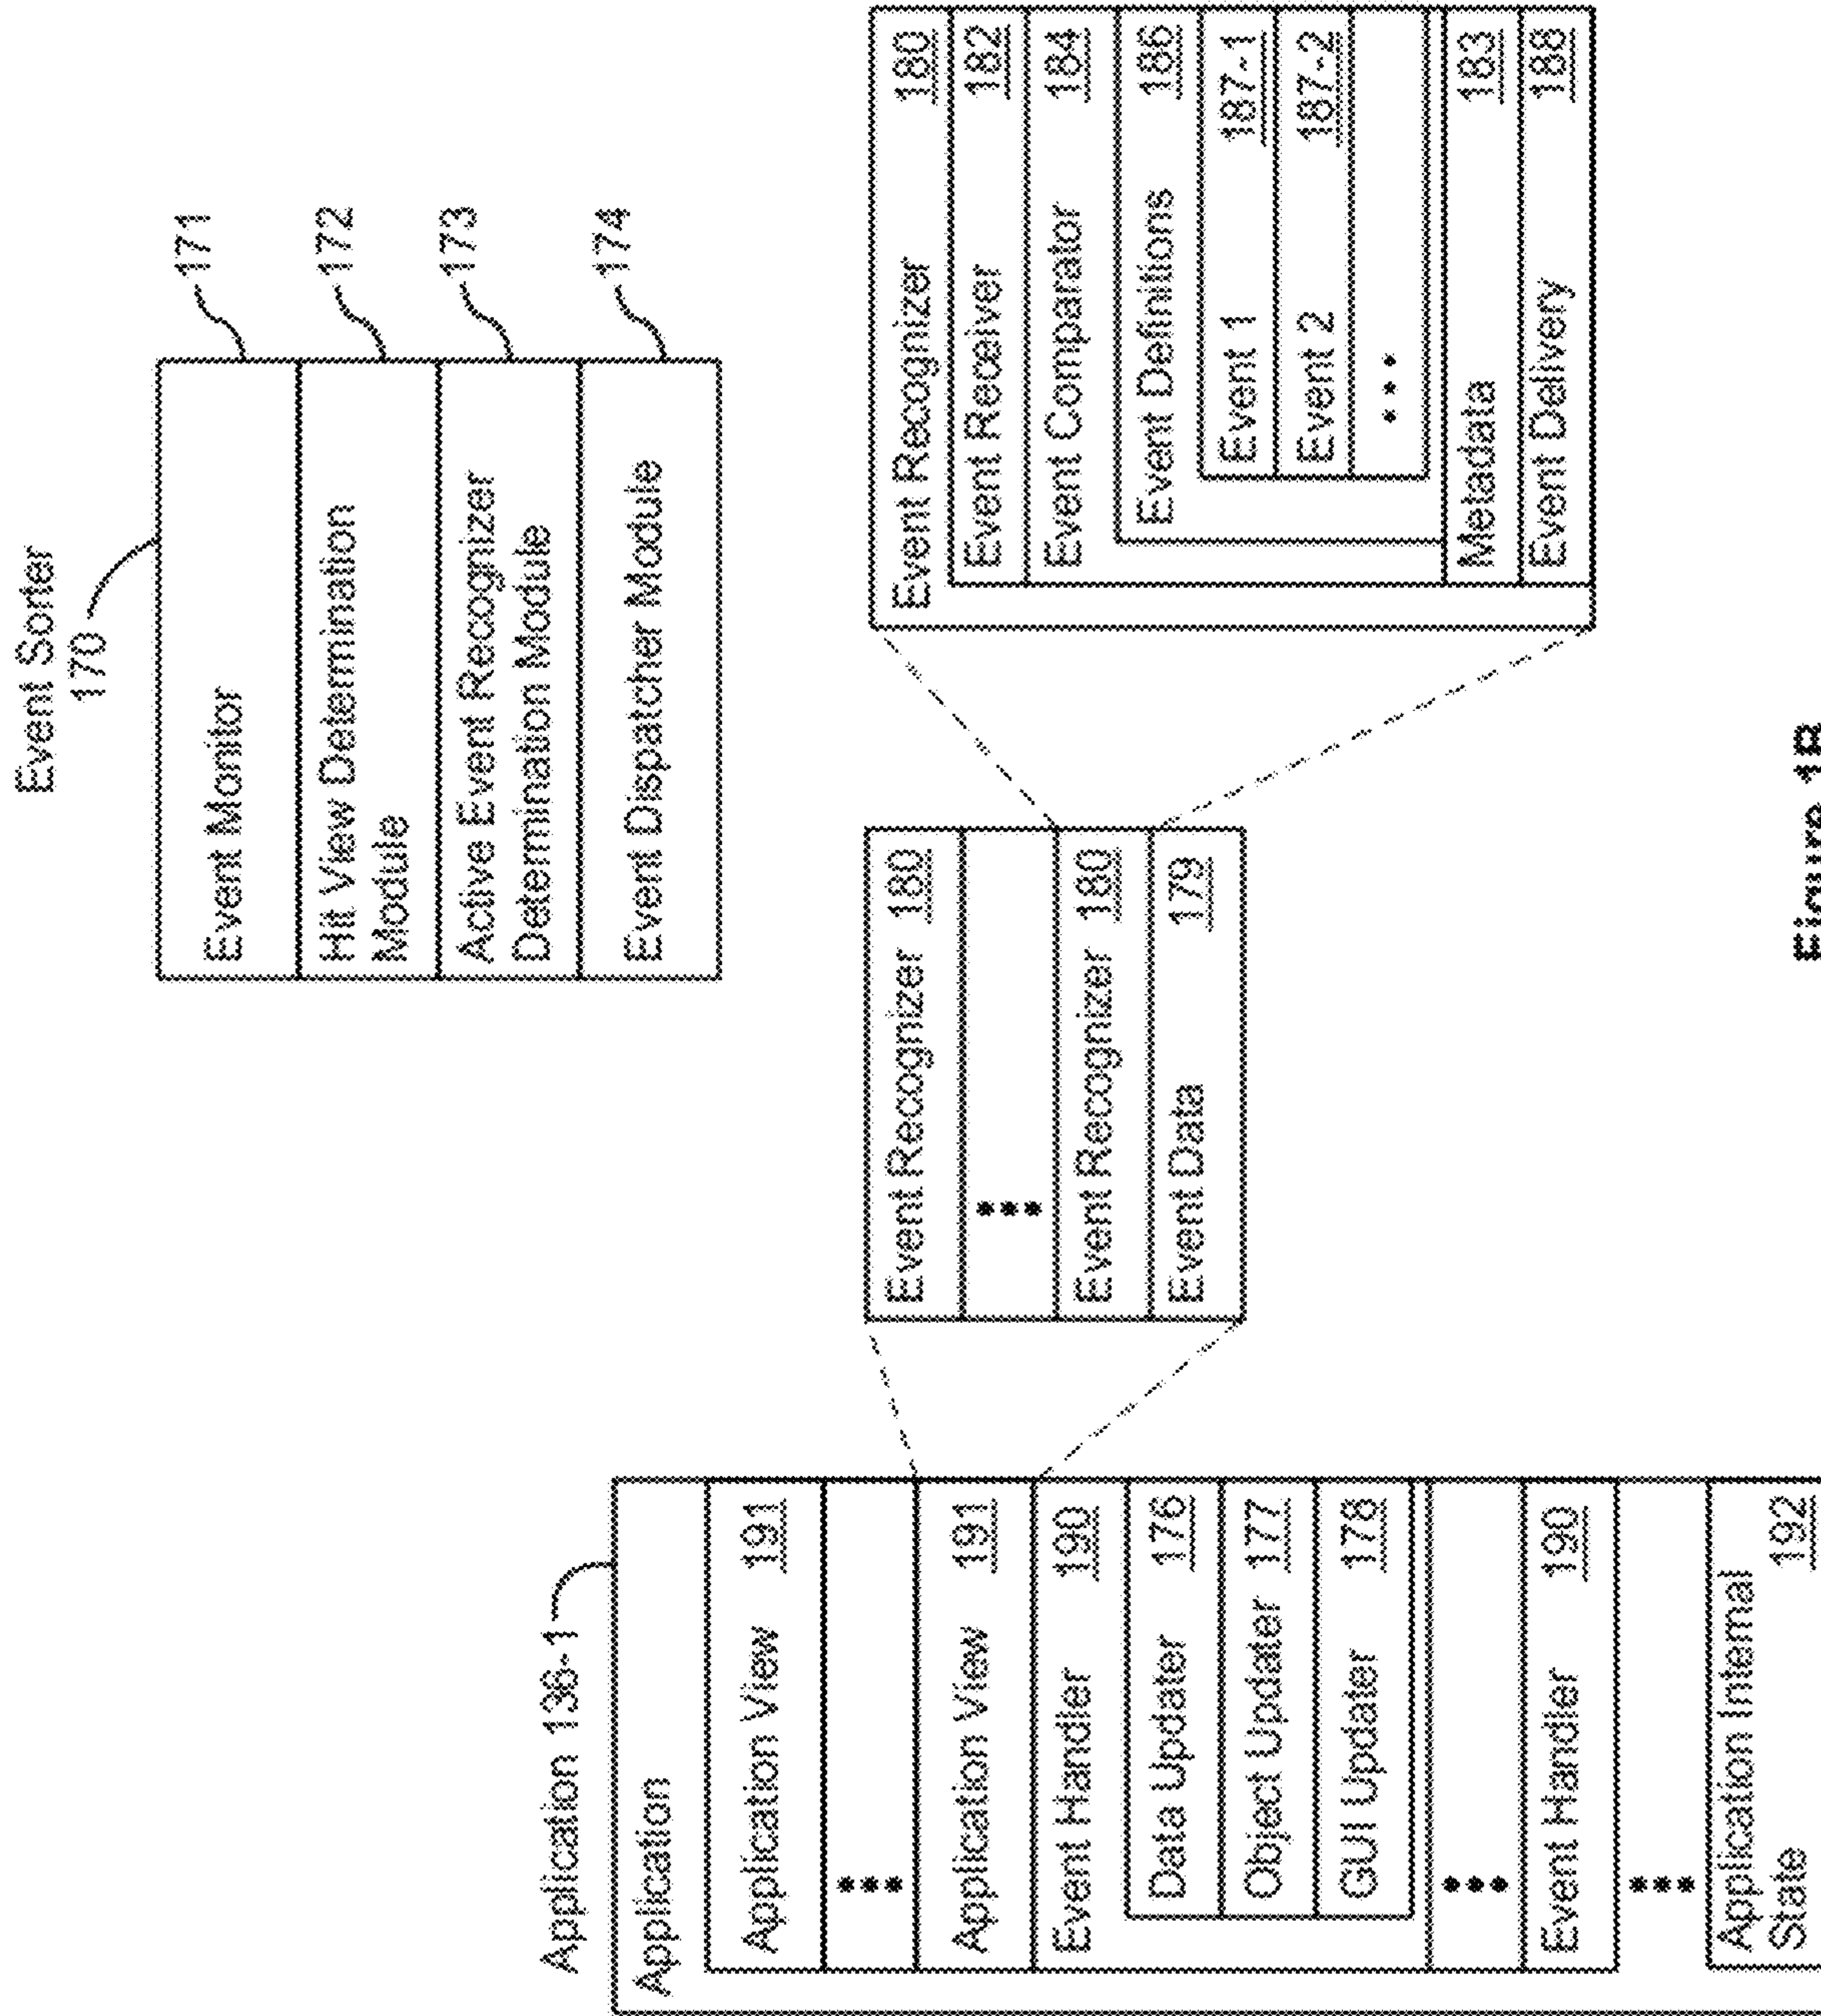 Event Sorter
170
Event Monitor
171
Hit View Determination
Module
172
Active Event Recognizer
Determination Module
173
Event Dispatcher Module
174
Application 136-1
Application
Application View 191
Application View 191
Event Handler 190
Data Updater 176
Object Updater 177
GUI Updater 178
Event Handler 190
Application Internal
State 192
Event Recognizer 180
Event Recognizer 180
Event Data 179
Event Recognizer 180
Event Receiver 182
Event Comparator 184
Event Definitions 186
Event 1 187-1
Event 2 187-2
Metadata 183
Event Delivery 188
Figure 1B